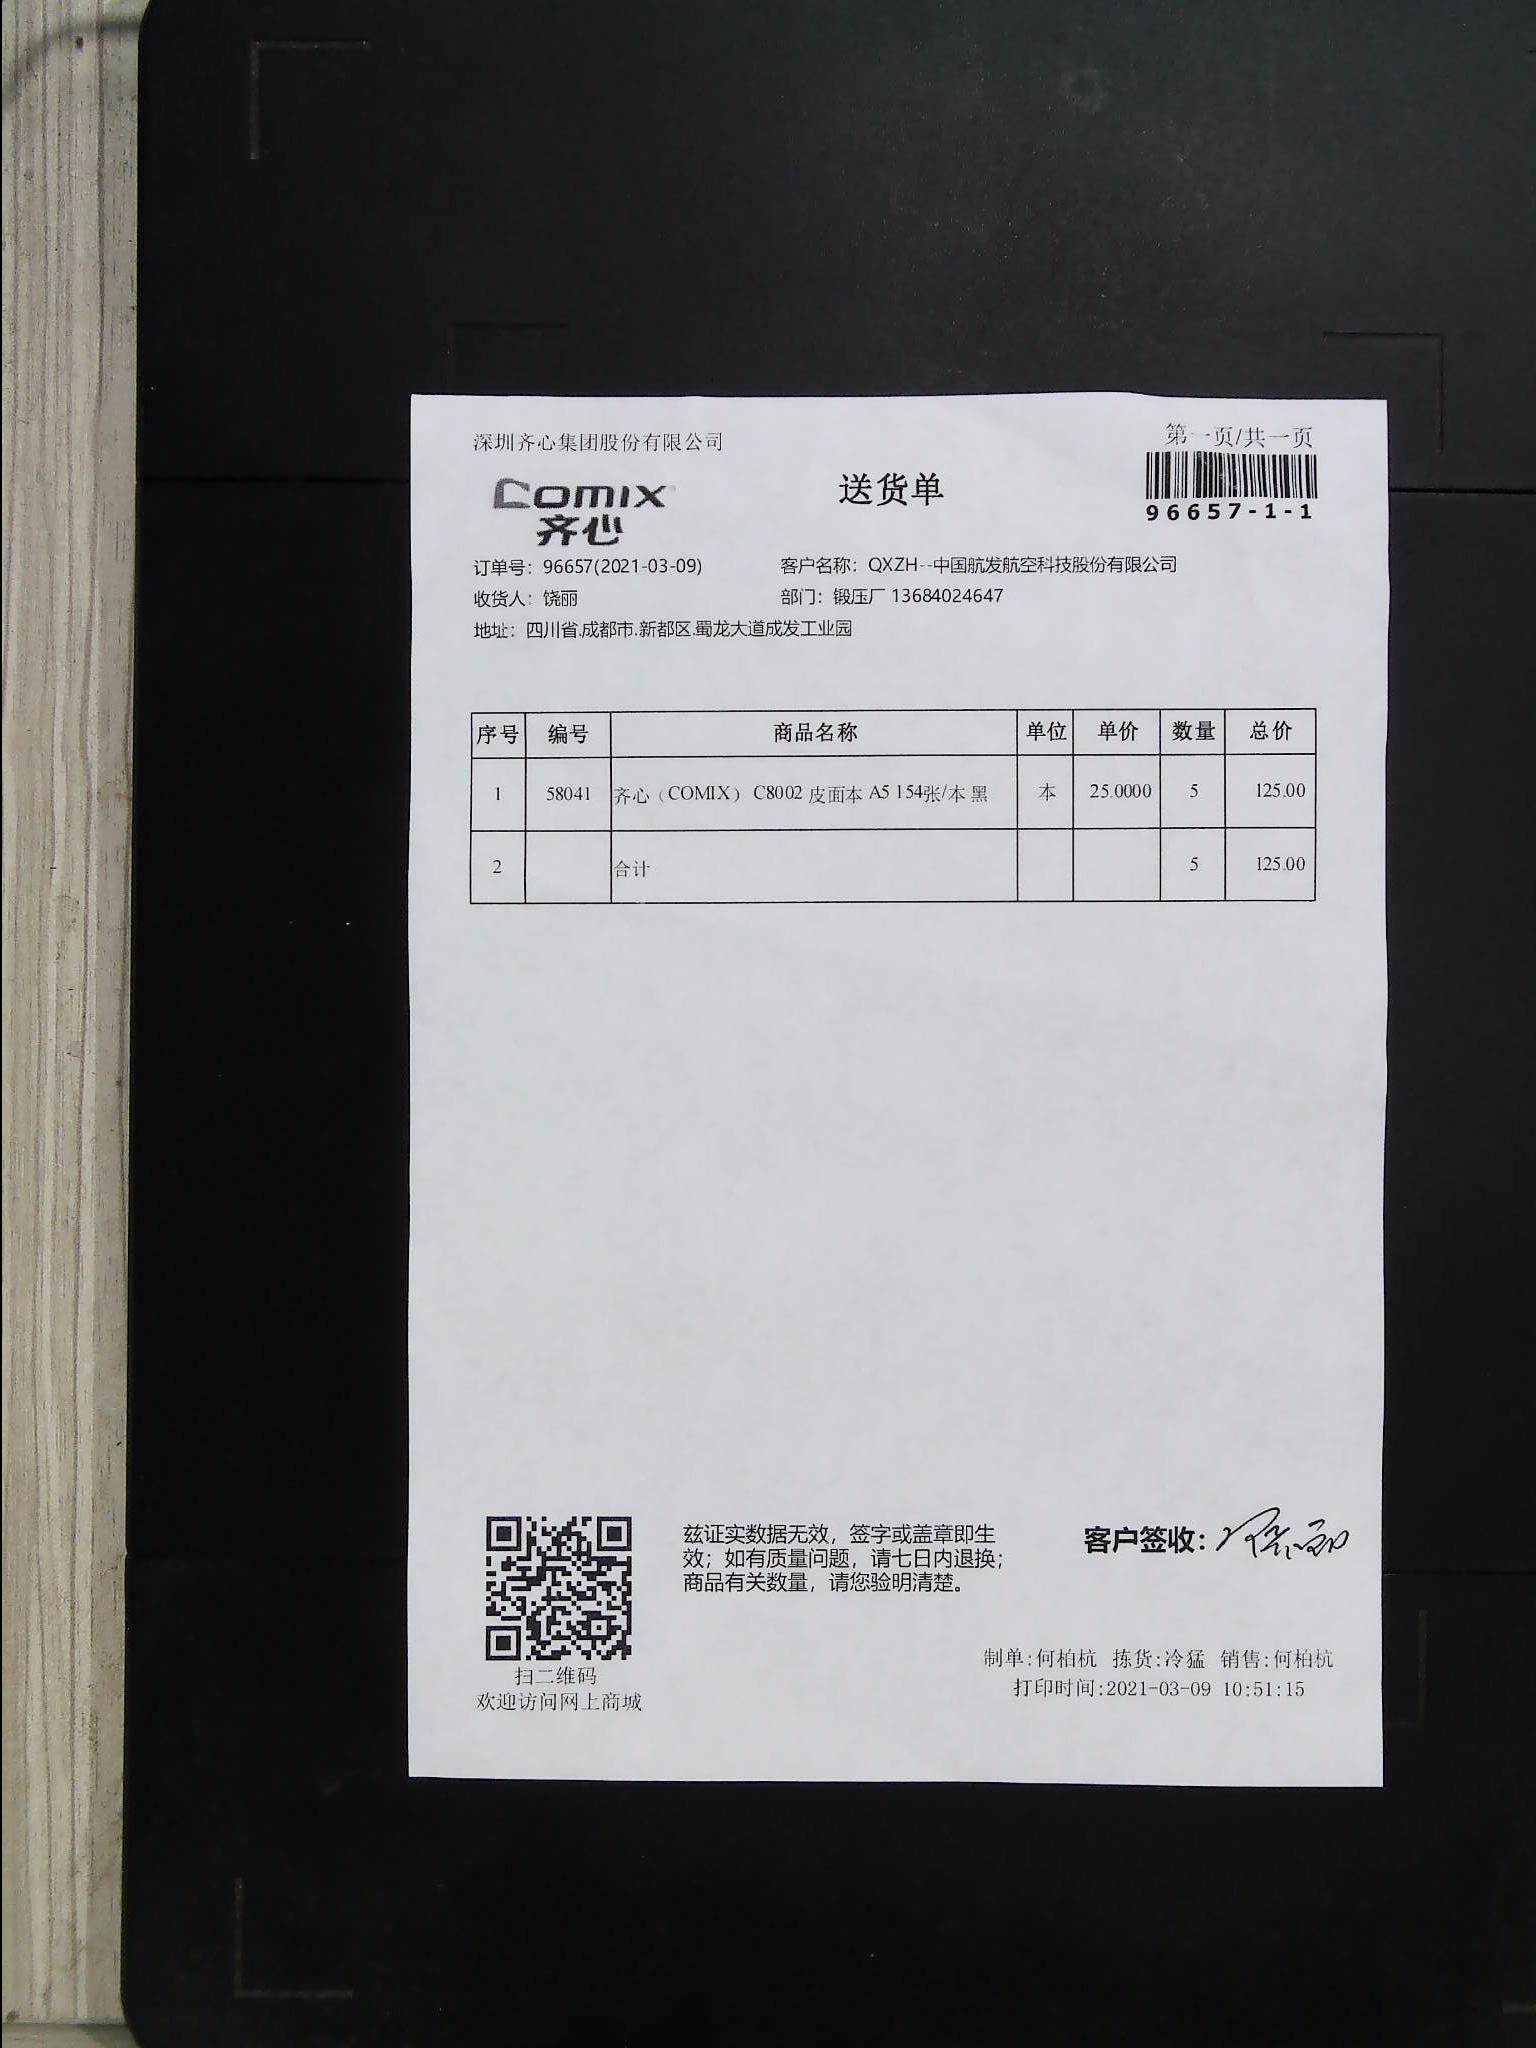 深圳齐心集团股份有限公司
第一页/共一页
COMIX
齐心
送货单
96657-1-1
订单号：96657(2021-03-09)
客户名称：QXZH--中国航发航空科技股份有限公司
收货人：饶丽
部门：锻压厂 13684024647
地址：四川省.成都市.新都区.蜀龙大道成发工业园
序号 编号 商品名称 单位 单价 数量 总价
1 58041 齐心（COMIX） C8002 皮面本 A5 154张/本 黑 本 25.0000 5 125.00
2 合计 5 125.00
兹证实数据无效，签字或盖章即生
效；如有质量问题，请七日内退换；
商品有关数量，请您验明清楚。
客户签收：
扫二维码
欢迎访问网上商城
制单:何柏杭 拣货:冷猛 销售:何柏杭
打印时间:2021-03-09 10:51:15